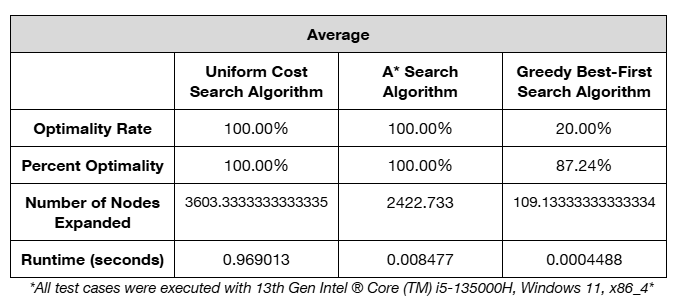 Average
Uniform Cost Search Algorithm
A* Search Algorithm
Greedy Best-First Search Algorithm
Optimality Rate 100.00% 100.00% 20.00%
Percent Optimality 100.00% 100.00% 87.24%
Number of Nodes Expanded 3603.3333333333335 2422.733 109.13333333333334
Runtime (seconds) 0.969013 0.008477 0.0004488
*All test cases were executed with 13th Gen Intel ® Core (TM) i5-135000H, Windows 11, x86_4*